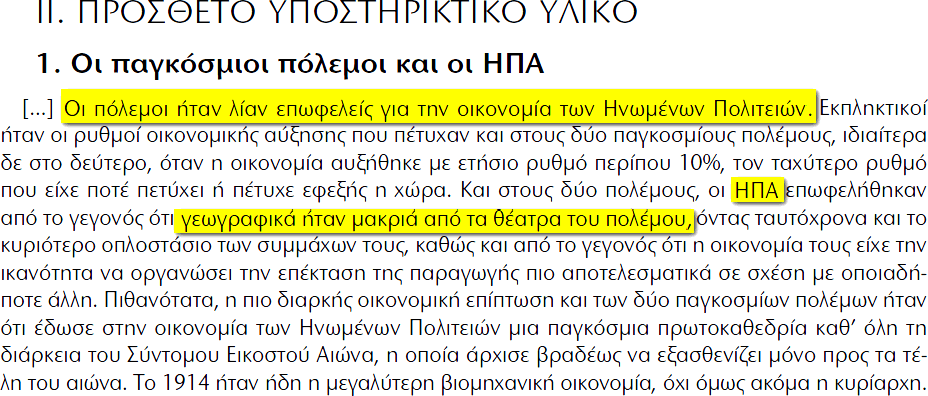 ΙΙ. ΠΡΟΣΘΕΤΟ ΥΠΟΣΤΗΡΙΚΤΙΚΟ ΥΛΙΚΟ
1. Οι παγκόσμιοι πόλεμοι και οι ΗΠΑ
[...] Οι πόλεμοι ήταν λίαν επωφελείς για την οικονομία των Ηνωμένων Πολιτειών. Εκπληκτικοί
ήταν οι ρυθμοί οικονομικής αύξησης που πέτυχαν και στους δύο παγκοσμίους πολέμους, ιδιαίτερα
δε στο δεύτερο, όταν η οικονομία αυξήθηκε με ετήσιο ρυθμό περίπου 10%, τον ταχύτερο ρυθμό
που είχε ποτέ πετύχει ή πέτυχε εφεξής η χώρα. Και στους δύο πολέμους, οι ΗΠΑ επωφελήθηκαν
από το γεγονός ότι γεωγραφικά ήταν μακριά από τα θέατρα του πολέμου, όντας ταυτόχρονα και το
κυριότερο οπλοστάσιο των συμμάχων τους, καθώς και από το γεγονός ότι η οικονομία τους είχε την
ικανότητα να οργανώσει την επέκταση της παραγωγής πιο αποτελεσματικά σε σχέση με οποιαδή-
ποτε άλλη. Πιθανότατα, η πιο διαρκής οικονομική επίπτωση και των δύο παγκοσμίων πολέμων ήταν
ότι έδωσε στην οικονομία των Ηνωμένων Πολιτειών μια παγκόσμια πρωτοκαθεδρία καθ’ όλη τη
διάρκεια του Σύντομου Εικοστού Αιώνα, η οποία άρχισε βραδέως να εξασθενίζει μόνο προς τα τέ-
λη του αιώνα. Το 1914 ήταν ήδη η μεγαλύτερη βιομηχανική οικονομία, όχι όμως ακόμα η κυρίαρχη.